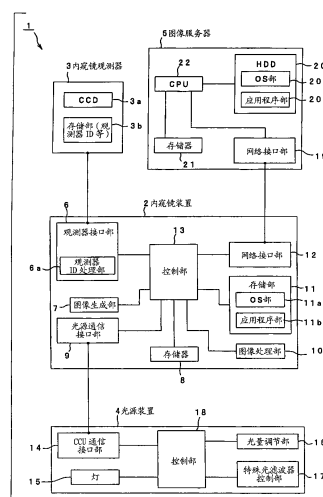 1
3内窥镜观测器
CCD
3a
存储部(观
测器ID等)
3b
5图像服务器
22
CPU
HDD
20
OS部
20
应用程序部
20
存储器
21
网络接口部
19
2内窥镜装置
6
观测器接口部
6a
观测器
ID处理部
13
控制部
网络接口部
12
存储部
11
OS部
11a
应用程序部
11b
7
图像生成部
光源通信
接口部
9
存储器
8
图像处理部
10
4光源装置
14
CCU通信
接口部
15
灯
18
控制部
光量调节部
16
特殊光滤波器
控制部
17